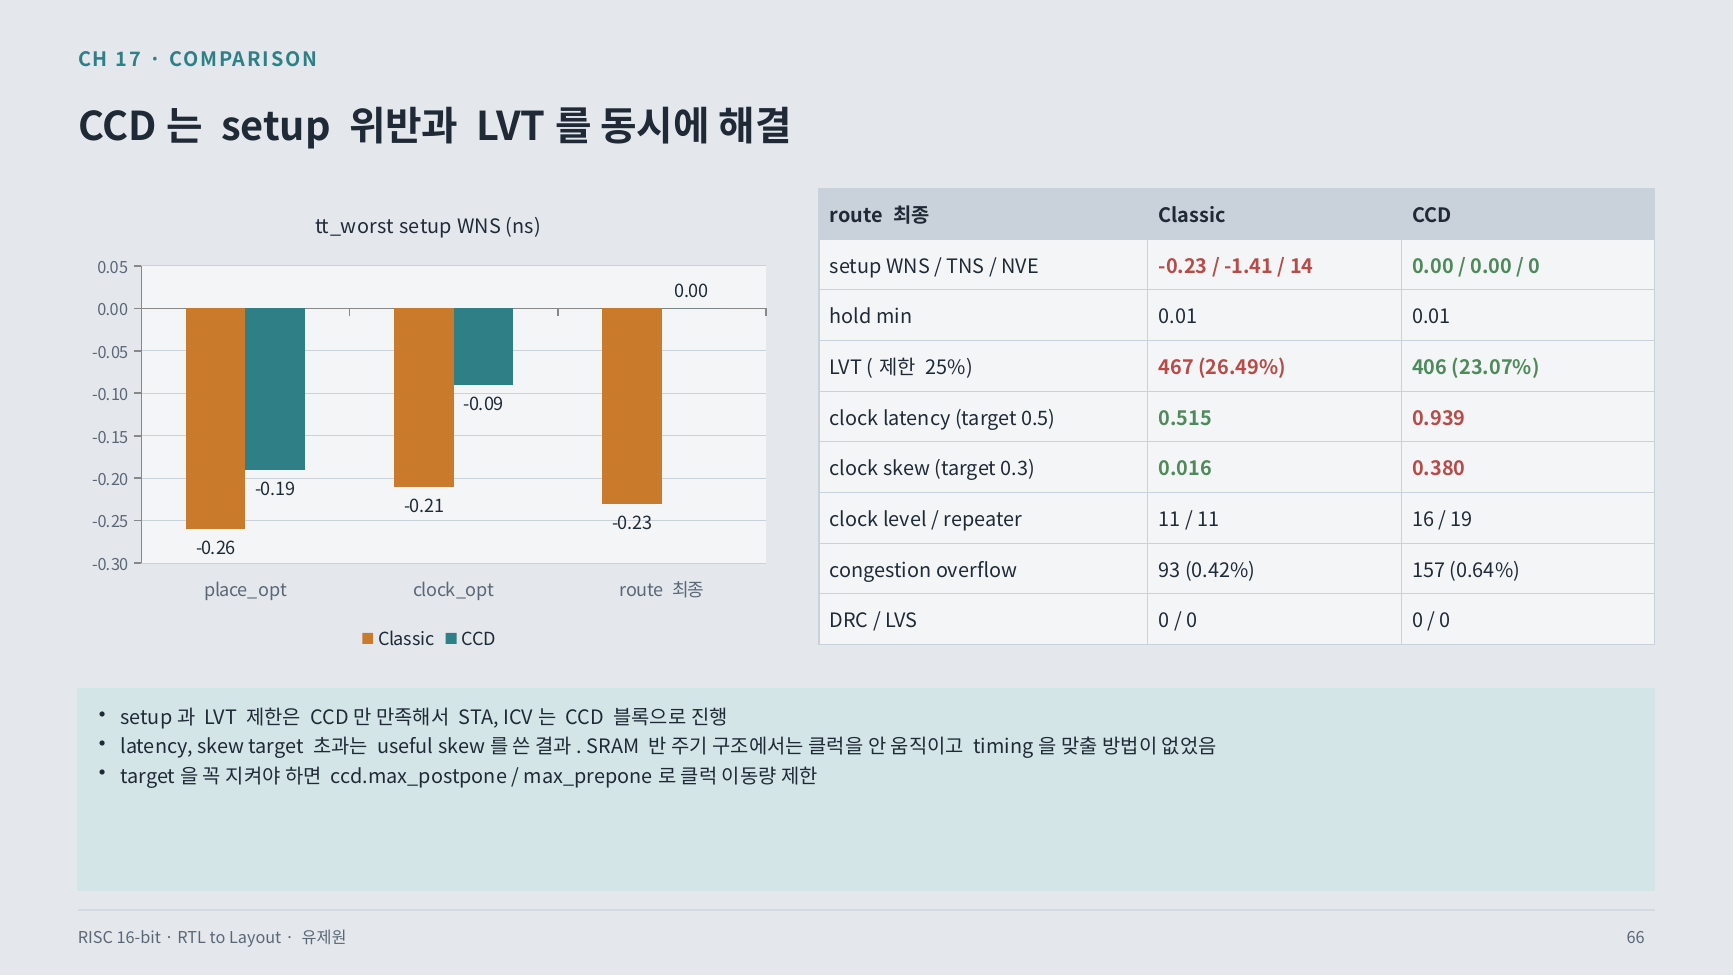 CH 17 · COMPARISON
CCD 는 setup 위반과 LVT 를 동시에 해결
tt_worst setup WNS (ns)
0.05
0.00
-0.05
-0.10
-0.15
-0.20
-0.25
-0.30
-0.26
-0.19
-0.21
-0.09
-0.23
0.00
place_opt clock_opt route 최종
Classic CCD
route 최종 Classic CCD
setup WNS / TNS / NVE -0.23 / -1.41 / 14 0.00 / 0.00 / 0
hold min 0.01 0.01
LVT ( 제한 25%) 467 (26.49%) 406 (23.07%)
clock latency (target 0.5) 0.515 0.939
clock skew (target 0.3) 0.016 0.380
clock level / repeater 11 / 11 16 / 19
congestion overflow 93 (0.42%) 157 (0.64%)
DRC / LVS 0 / 0 0 / 0
• setup 과 LVT 제한은 CCD 만 만족해서 STA, ICV 는 CCD 블록으로 진행
• latency, skew target 초과는 useful skew 를 쓴 결과 . SRAM 반 주기 구조에서는 클럭을 안 움직이고 timing 을 맞출 방법이 없었음
• target 을 꼭 지켜야 하면 ccd.max_postpone / max_prepone 로 클럭 이동량 제한
RISC 16-bit · RTL to Layout · 유제원
66